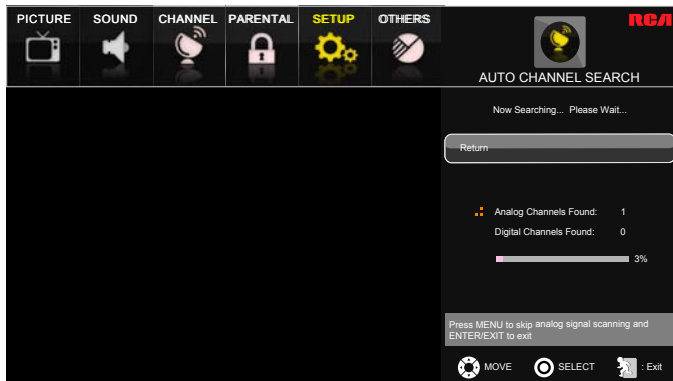 PICTURE SOUND CHANNEL PARENTAL SETUP OTHERS
RCA
AUTO CHANNEL SEARCH
Now Searching... Please Wait...
Return
Analog Channels Found: 1
Digital Channels Found: 0
3%
Press MENU to skip analog signal scanning and
ENTER/EXIT to exit
MOVE SELECT : Exit